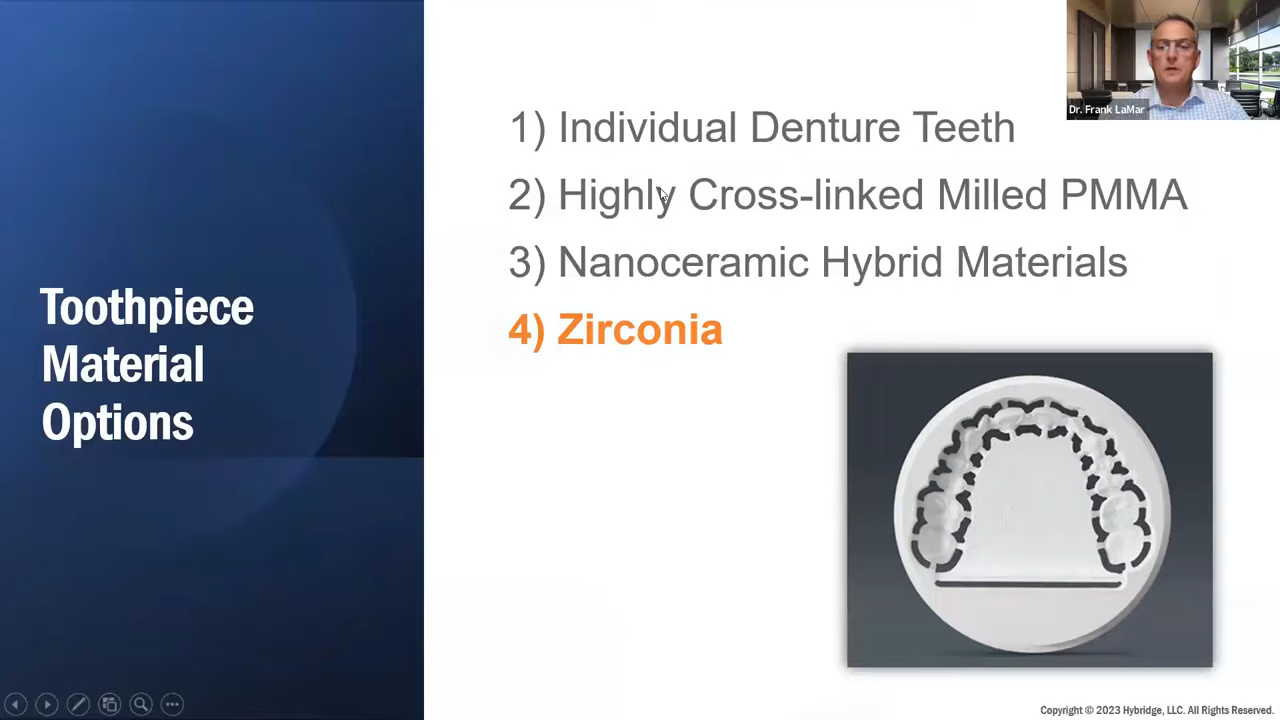 Toothpiece
Material
Options
1) Individual Denture Teeth
2) Highly Cross-linked Milled PMMA
3) Nanoceramic Hybrid Materials
4) Zirconia
Dr. Frank LaMar
Copyright © 2023 Hybridge, LLC. All Rights Reserved.